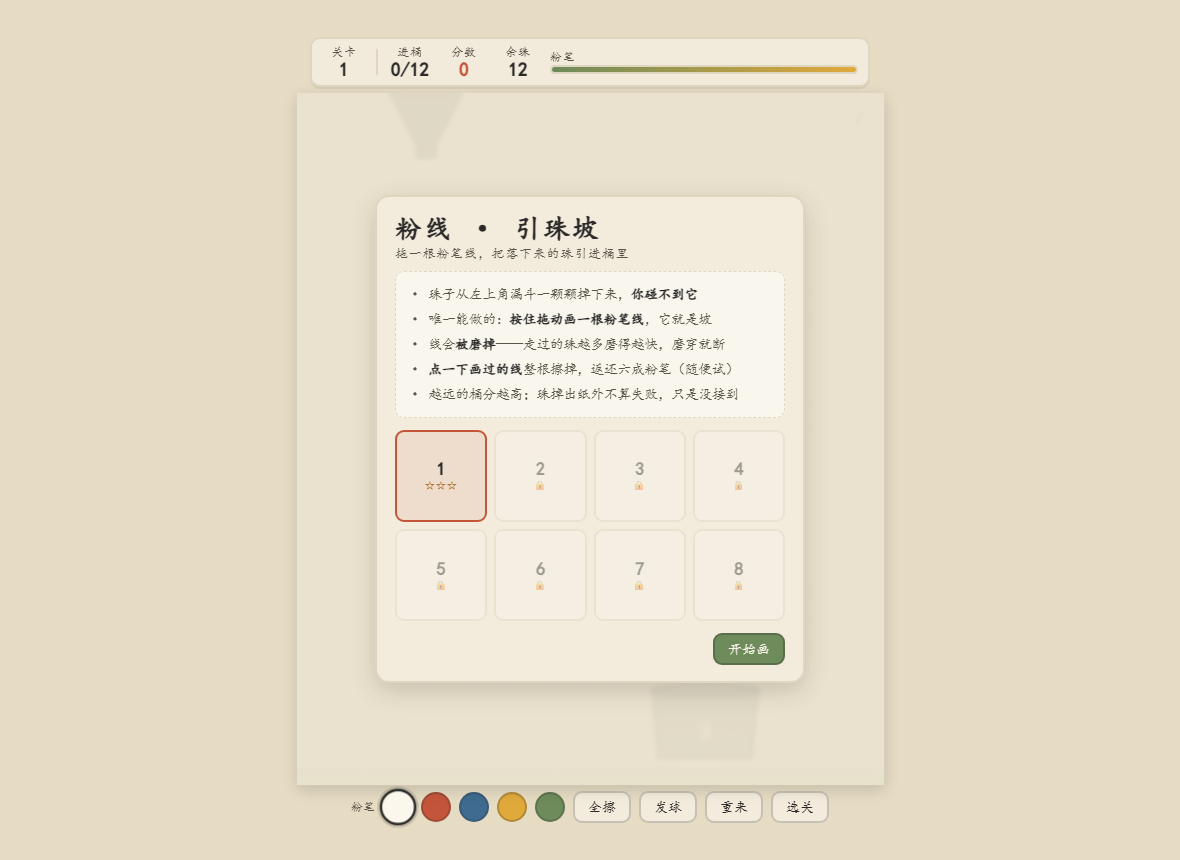 关卡 进桶 分数 余珠 粉笔
1 0/12 0 12
粉线 • 引珠坡
拖一根粉笔线，把落下来的珠引进桶里
• 珠子从左上角漏斗一颗颗掉下来，你碰不到它
• 唯一能做的：按住拖动画一根粉笔线，它就是坡
• 线会被磨掉——走过的珠越多磨得越快，磨穿就断
• 点一下画过的线整根擦掉，返还六成粉笔（随便试）
• 越远的桶分越高；珠掉出纸外不算失败，只是没接到
1 2 3 4
☆☆☆
5 6 7 8
开始画
粉笔 全擦 发球 重来 选关